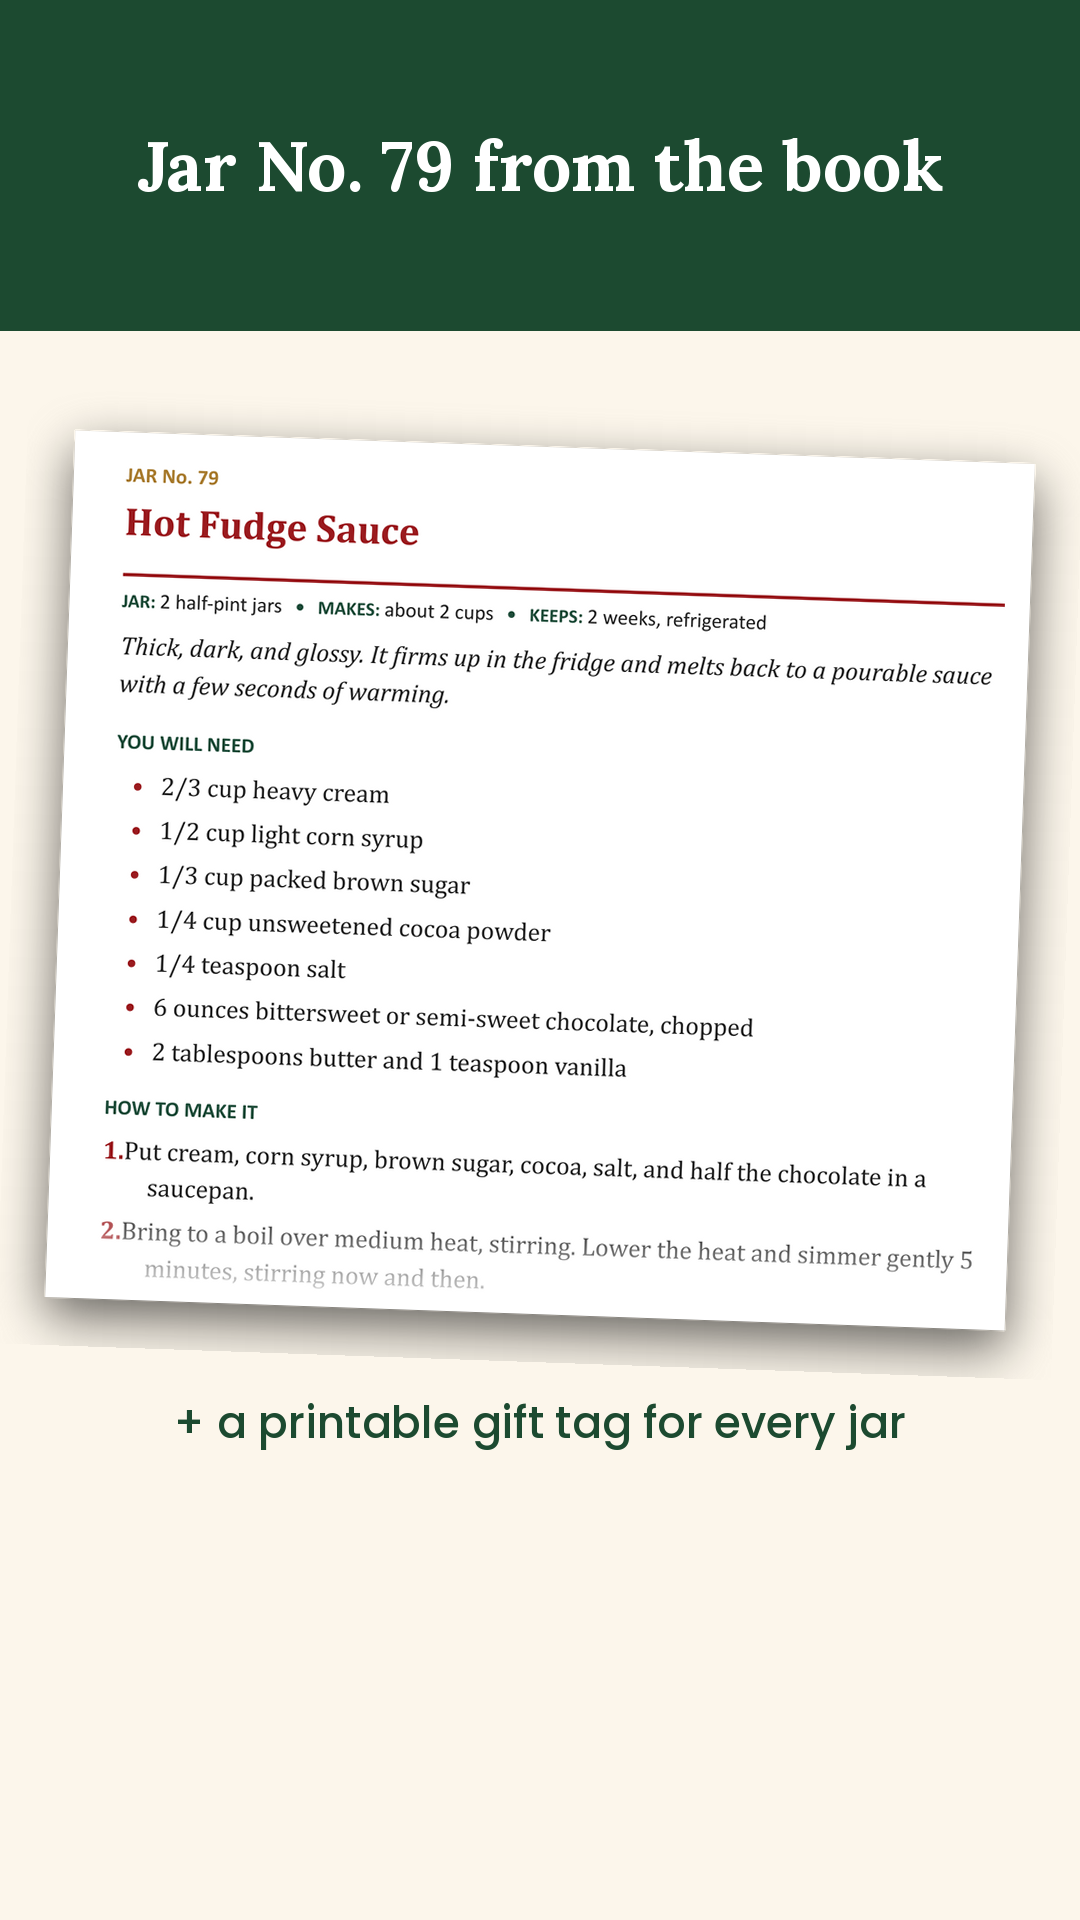 Jar No. 79 from the book
JAR No. 79
Hot Fudge Sauce
JAR: 2 half-pint jars • MAKES: about 2 cups • KEEPS: 2 weeks, refrigerated
Thick, dark, and glossy. It firms up in the fridge and melts back to a pourable sauce
with a few seconds of warming.
YOU WILL NEED
• 2/3 cup heavy cream
• 1/2 cup light corn syrup
• 1/3 cup packed brown sugar
• 1/4 cup unsweetened cocoa powder
• 1/4 teaspoon salt
• 6 ounces bittersweet or semi-sweet chocolate, chopped
• 2 tablespoons butter and 1 teaspoon vanilla
HOW TO MAKE IT
1.Put cream, corn syrup, brown sugar, cocoa, salt, and half the chocolate in a
saucepan.
2.Bring to a boil over medium heat, stirring. Lower the heat and simmer gently 5
minutes, stirring now and then.
+ a printable gift tag for every jar